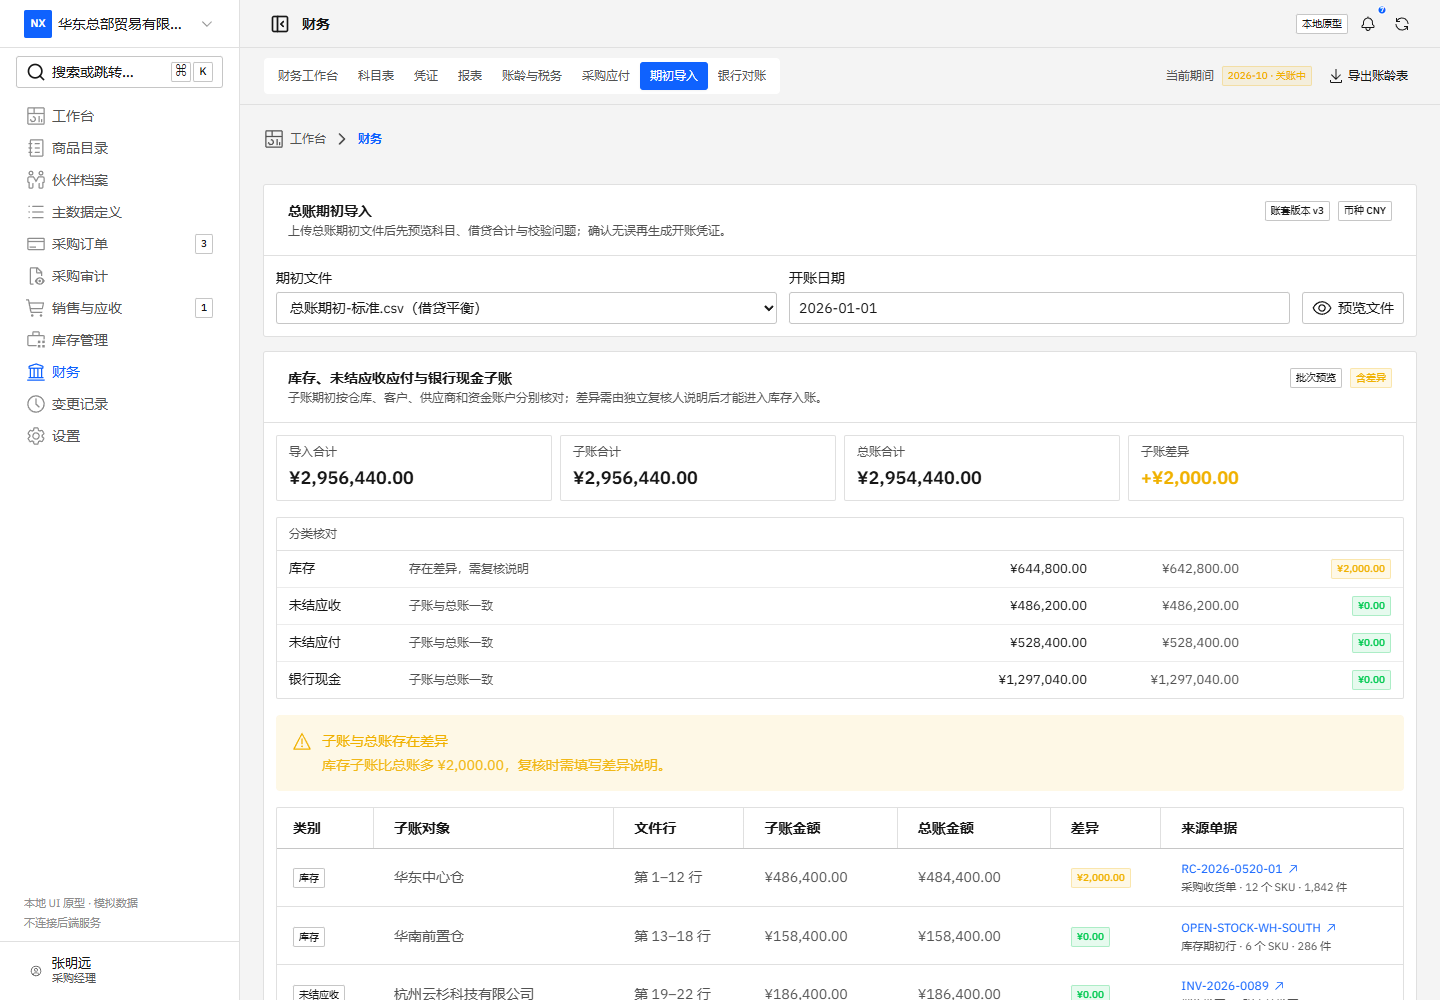 NX 华东总部贸易有限...
搜索或跳转... ⌘ K
工作台
商品目录
伙伴档案
主数据定义
采购订单 3
采购审计
销售与应收 1
库存管理
财务
变更记录
设置
本地 UI 原型 · 模拟数据
不连接后端服务
张明远
采购经理
财务
本地原型
?
财务工作台 科目表 凭证 报表 账龄与税务 采购应付 期初导入 银行对账
当前期间 2026-10 · 关账中 导出账龄表
工作台 财务
总账期初导入
上传总账期初文件后先预览科目、借贷合计与校验问题；确认无误再生成开账凭证。
账套版本 v3 币种 CNY
期初文件
总账期初-标准.csv（借贷平衡）
开账日期
2026-01-01
预览文件
库存、未结应收应付与银行现金子账
子账期初按仓库、客户、供应商和资金账户分别核对；差异需由独立复核人说明后才能进入库存入账。
批次预览 含差异
导入合计
¥2,956,440.00
子账合计
¥2,956,440.00
总账合计
¥2,954,440.00
子账差异
+¥2,000.00
分类核对
库存 存在差异，需复核说明 ¥644,800.00 ¥642,800.00 ¥2,000.00
未结应收 子账与总账一致 ¥486,200.00 ¥486,200.00 ¥0.00
未结应付 子账与总账一致 ¥528,400.00 ¥528,400.00 ¥0.00
银行现金 子账与总账一致 ¥1,297,040.00 ¥1,297,040.00 ¥0.00
子账与总账存在差异
库存子账比总账多 ¥2,000.00，复核时需填写差异说明。
类别 子账对象 文件行 子账金额 总账金额 差异 来源单据
库存 华东中心仓 第 1–12 行 ¥486,400.00 ¥484,400.00 ¥2,000.00 RC-2026-0520-01
采购收货单 · 12 个 SKU · 1,842 件
库存 华南前置仓 第 13–18 行 ¥158,400.00 ¥158,400.00 ¥0.00 OPEN-STOCK-WH-SOUTH
库存期初行 · 6 个 SKU · 286 件
未结应收 杭州云杉科技有限公司 第 19–22 行 ¥186,400.00 ¥186,400.00 ¥0.00 INV-2026-0089